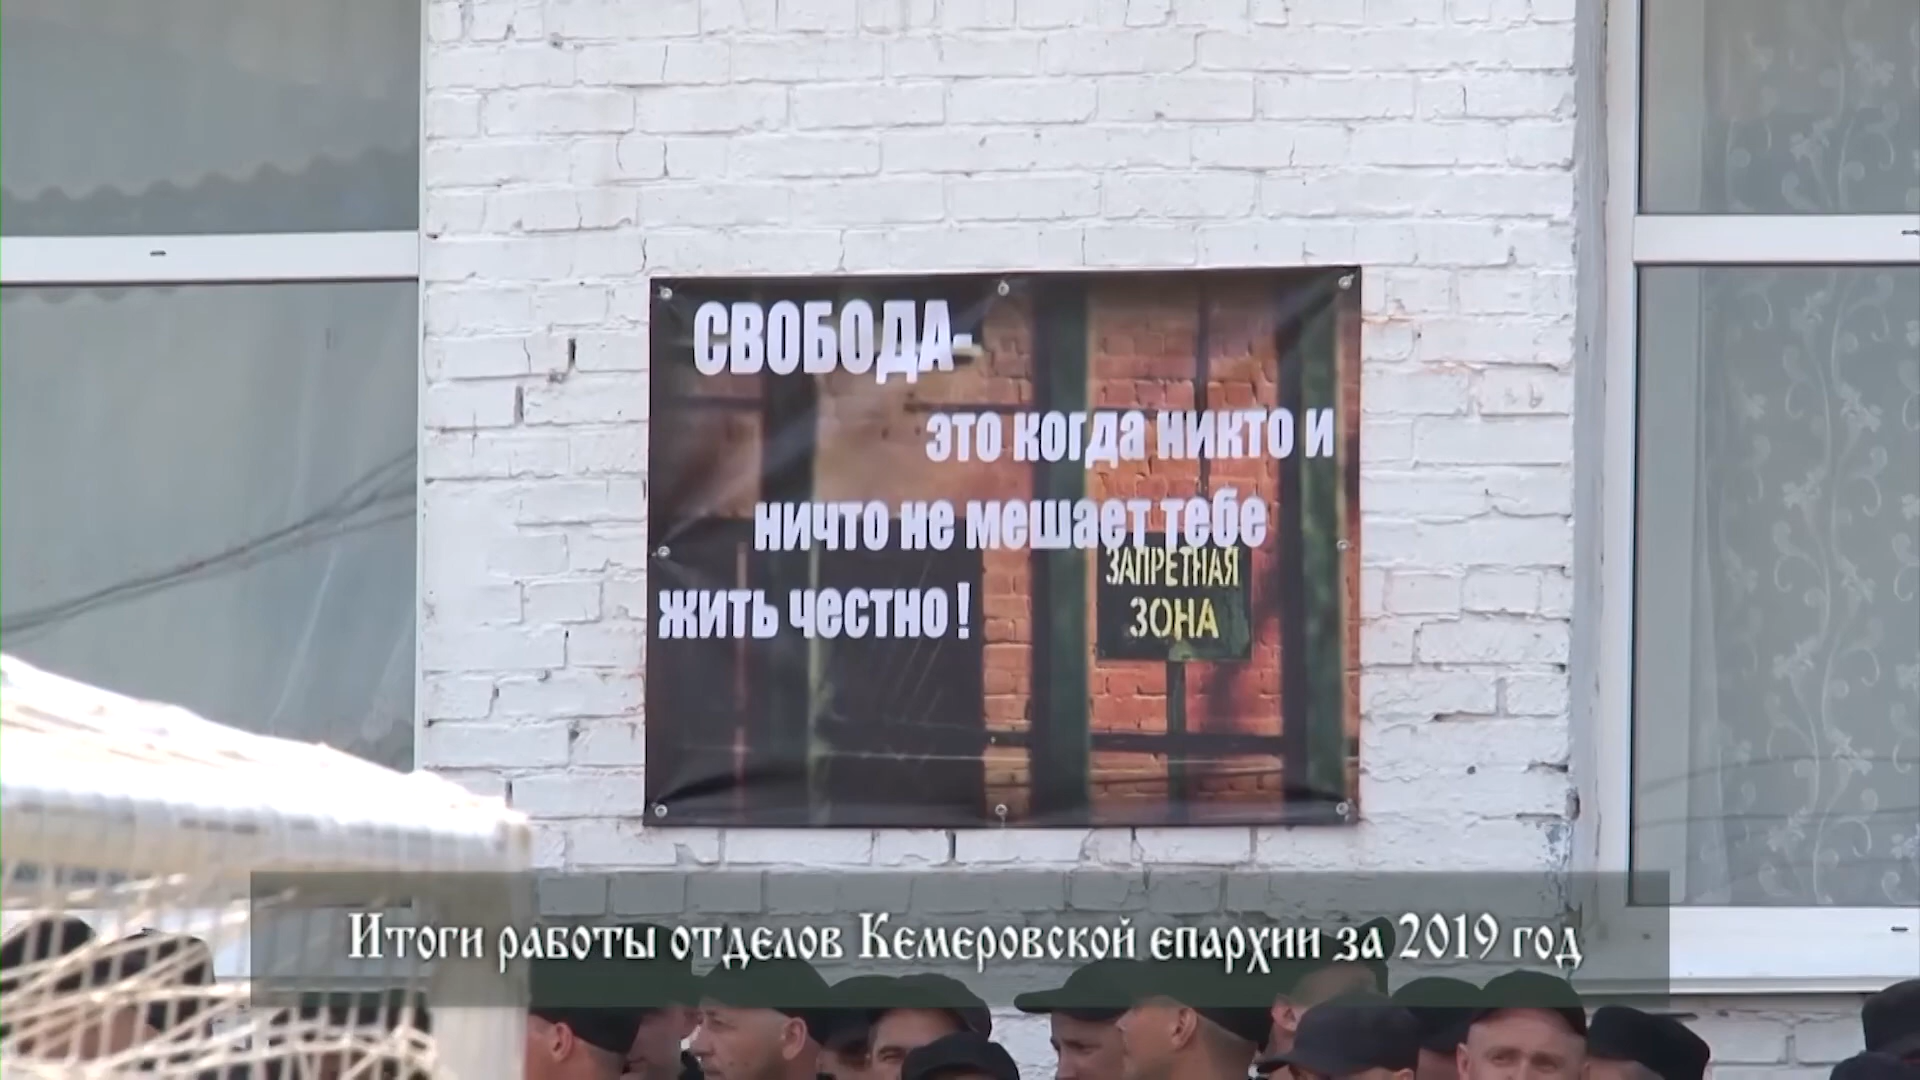 СВОБОДА-
это когда никто и
ничто не мешает тебе
ЗАПРЕТНАЯ
ЗОНА
жить честно!
Итоги работы отделов Кемеровской епархии за 2019 год